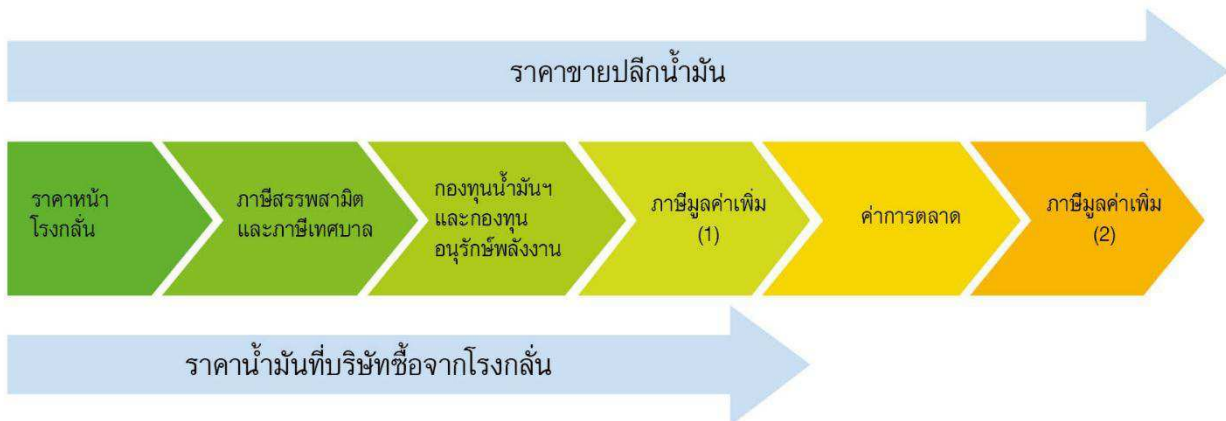 ราคาขายปลีกน้ำมัน
ราคาหน้า
โรงกลั่น
ภาษีสรรพสามิต
และภาษีเทศบาล
กองทุนน้ำมันฯ
และกองทุน
อนุรักษ์พลังงาน
ภาษีมูลค่าเพิ่ม
(1)
ค่าการตลาด
ภาษีมูลค่าเพิ่ม
(2)
ราคาน้ำมันที่บริษัทซื้อจากโรงกลั่น